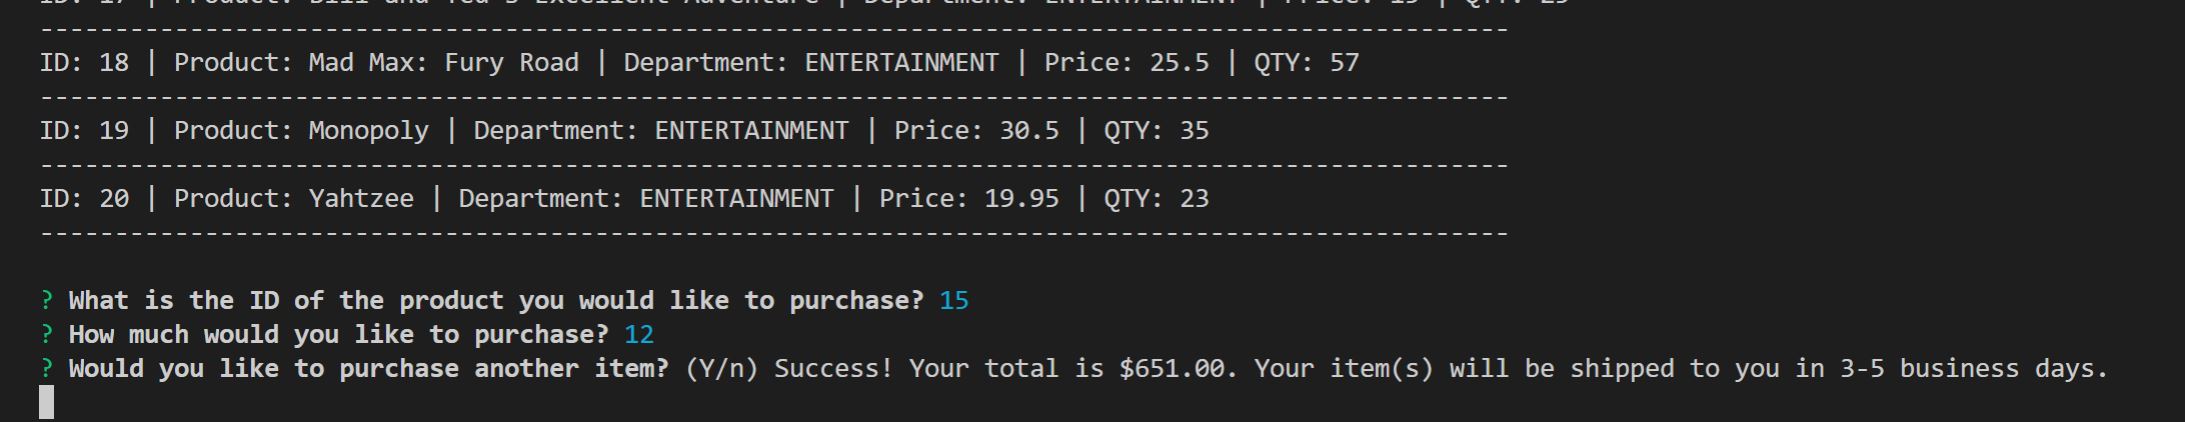 ID: 17 | Product: Bill and Ted's Excellent Adventure | Department: ENTERTAINMENT | Price: 15 | QTY: 25
--------------------------------------------------------------------------------------------------
ID: 18 | Product: Mad Max: Fury Road | Department: ENTERTAINMENT | Price: 25.5 | QTY: 57
--------------------------------------------------------------------------------------------------
ID: 19 | Product: Monopoly | Department: ENTERTAINMENT | Price: 30.5 | QTY: 35
--------------------------------------------------------------------------------------------------
ID: 20 | Product: Yahtzee | Department: ENTERTAINMENT | Price: 19.95 | QTY: 23
--------------------------------------------------------------------------------------------------
? What is the ID of the product you would like to purchase? 15
? How much would you like to purchase? 12
? Would you like to purchase another item? (Y/n) Success! Your total is $651.00. Your item(s) will be shipped to you in 3-5 business days.